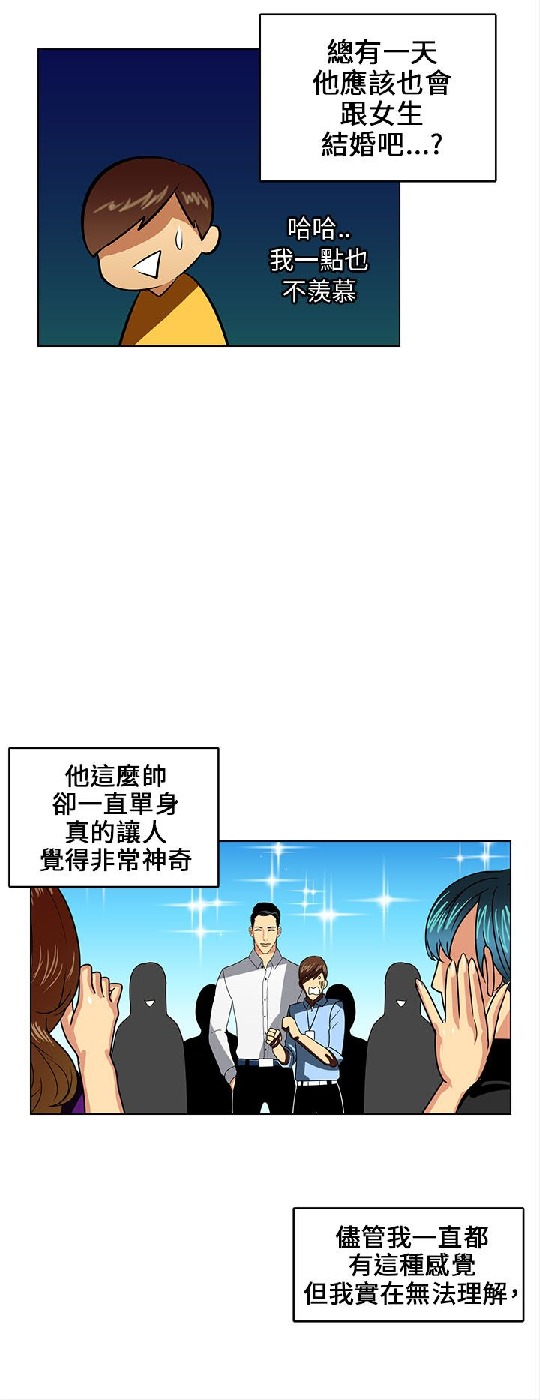 總有一天
他應該也會
跟女生
結婚吧...?
哈哈..
我一點也
不羨慕
他這麼帥
卻一直單身
真的讓人
覺得非常神奇
儘管我一直都
有這種感覺
但我實在無法理解，